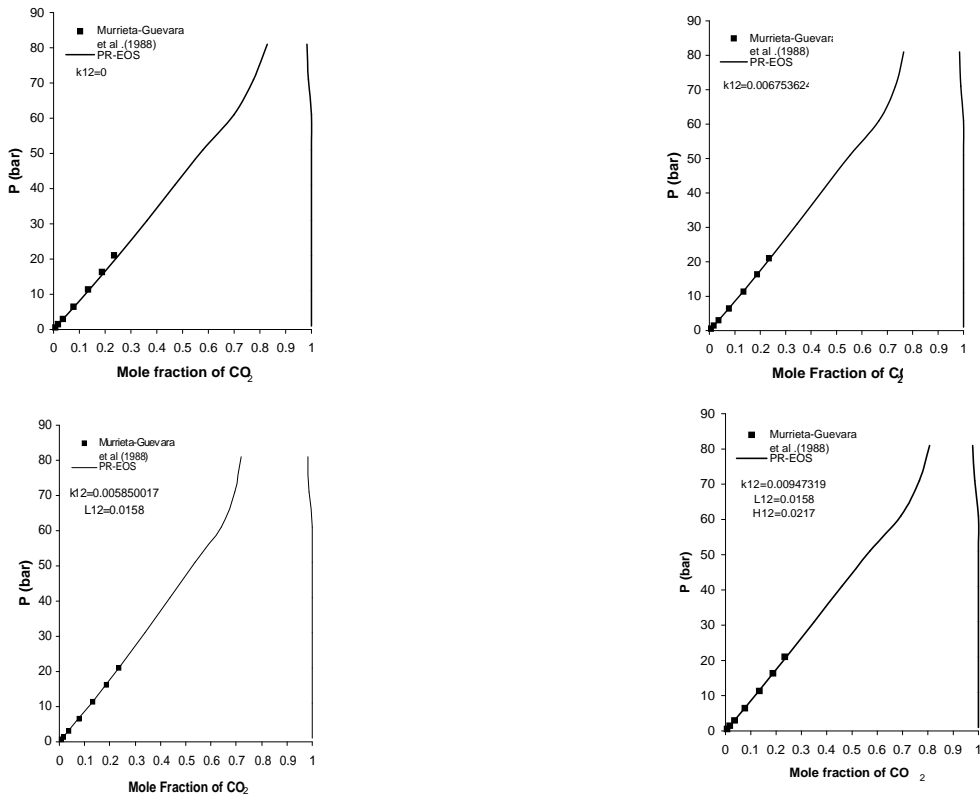 90
80
70
60
50
40
30
20
10
0
P (bar)
Murrieta-Guevara
et al .(1988)
PR-EOS
k12=0
0 0.1 0.2 0.3 0.4 0.5 0.6 0.7 0.8 0.9 1
Mole fraction of CO2
90
80
70
60
50
40
30
20
10
0
P (bar)
Murrieta-Guevara
et al .(1988)
PR-EOS
k12=0.006753624
0 0.1 0.2 0.3 0.4 0.5 0.6 0.7 0.8 0.9 1
Mole Fraction of
90
80
70
60
50
40
30
20
10
0
P (bar)
Murrieta-Guevara
et al (1988)
PR-EOS
k12=0.005850017
L12=0.0158
0 0.1 0.2 0.3 0.4 0.5 0.6 0.7 0.8 0.9 1
Mole Fraction of CO2
90
80
70
60
50
40
30
20
10
0
P (bar)
Murrieta-Guevara
et al .(1988)
PR-EOS
k12=0.00947319
L12=0.0158
H12=0.0217
0 0.1 0.2 0.3 0.4 0.5 0.6 0.7 0.8 0.9 1
Mole fraction of CO 2